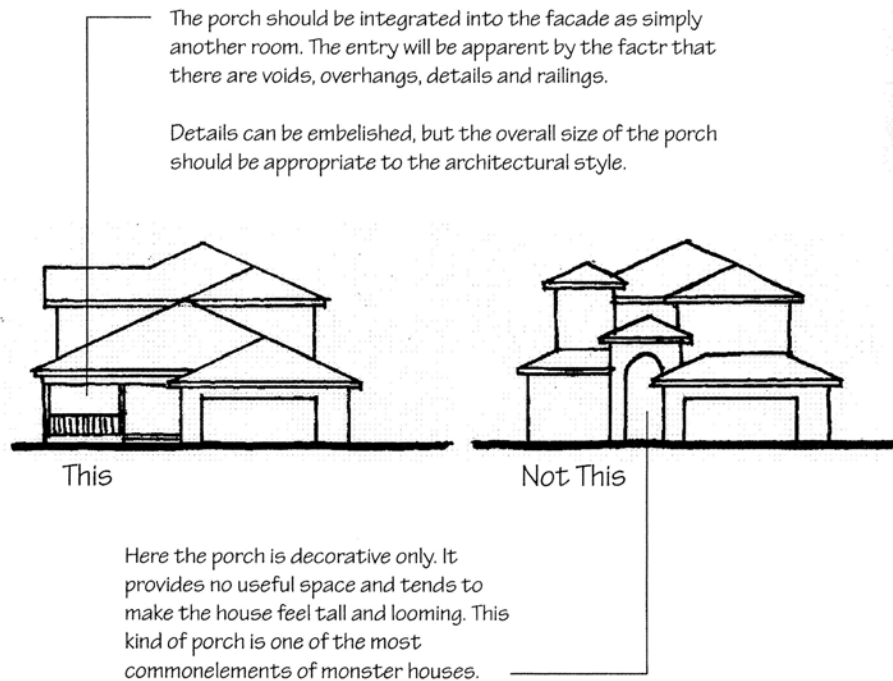 The porch should be integrated into the facade as simply
another room. The entry will be apparent by the factr that
there are voids, overhangs, details and railings.
Details can be embelished, but the overall size of the porch
should be appropriate to the architectural style.
This
Not This
Here the porch is decorative only. It
provides no useful space and tends to
make the house feel tall and looming. This
kind of porch is one of the most
commonelements of monster houses.